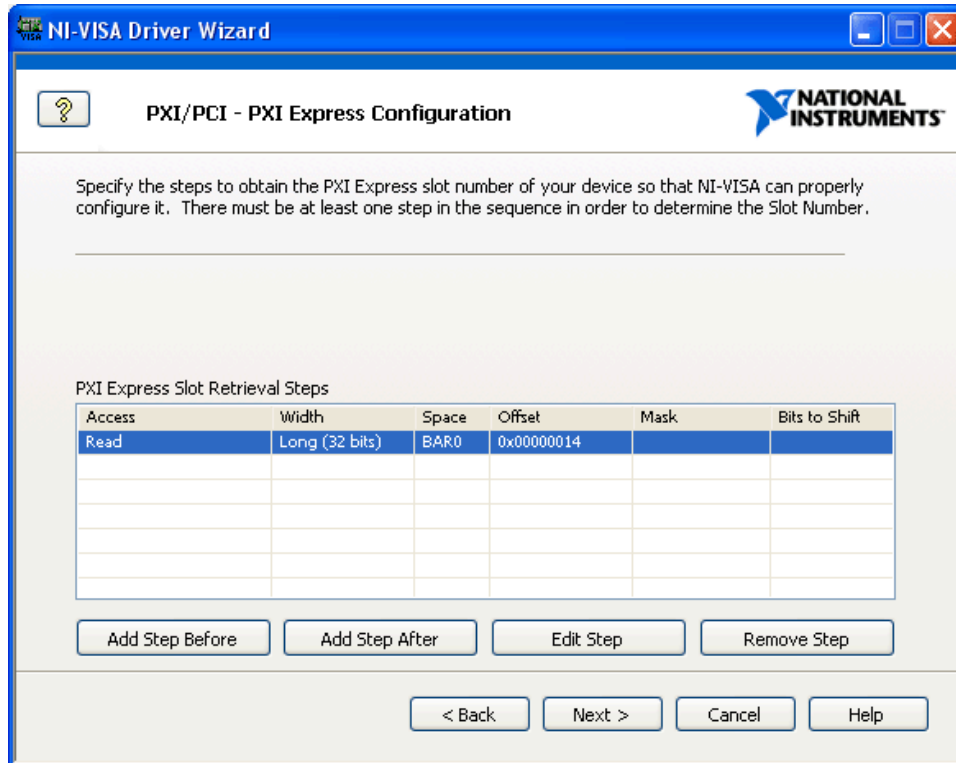 NI-VISA Driver Wizard
? PXI/PCI - PXI Express Configuration
NATIONAL
INSTRUMENTS™
Specify the steps to obtain the PXI Express slot number of your device so that NI-VISA can properly
configure it. There must be at least one step in the sequence in order to determine the Slot Number.
PXI Express Slot Retrieval Steps
Access Width Space Offset Mask Bits to Shift
Read Long (32 bits) BAR0 0x00000014
Add Step Before Add Step After Edit Step Remove Step
< Back Next > Cancel Help